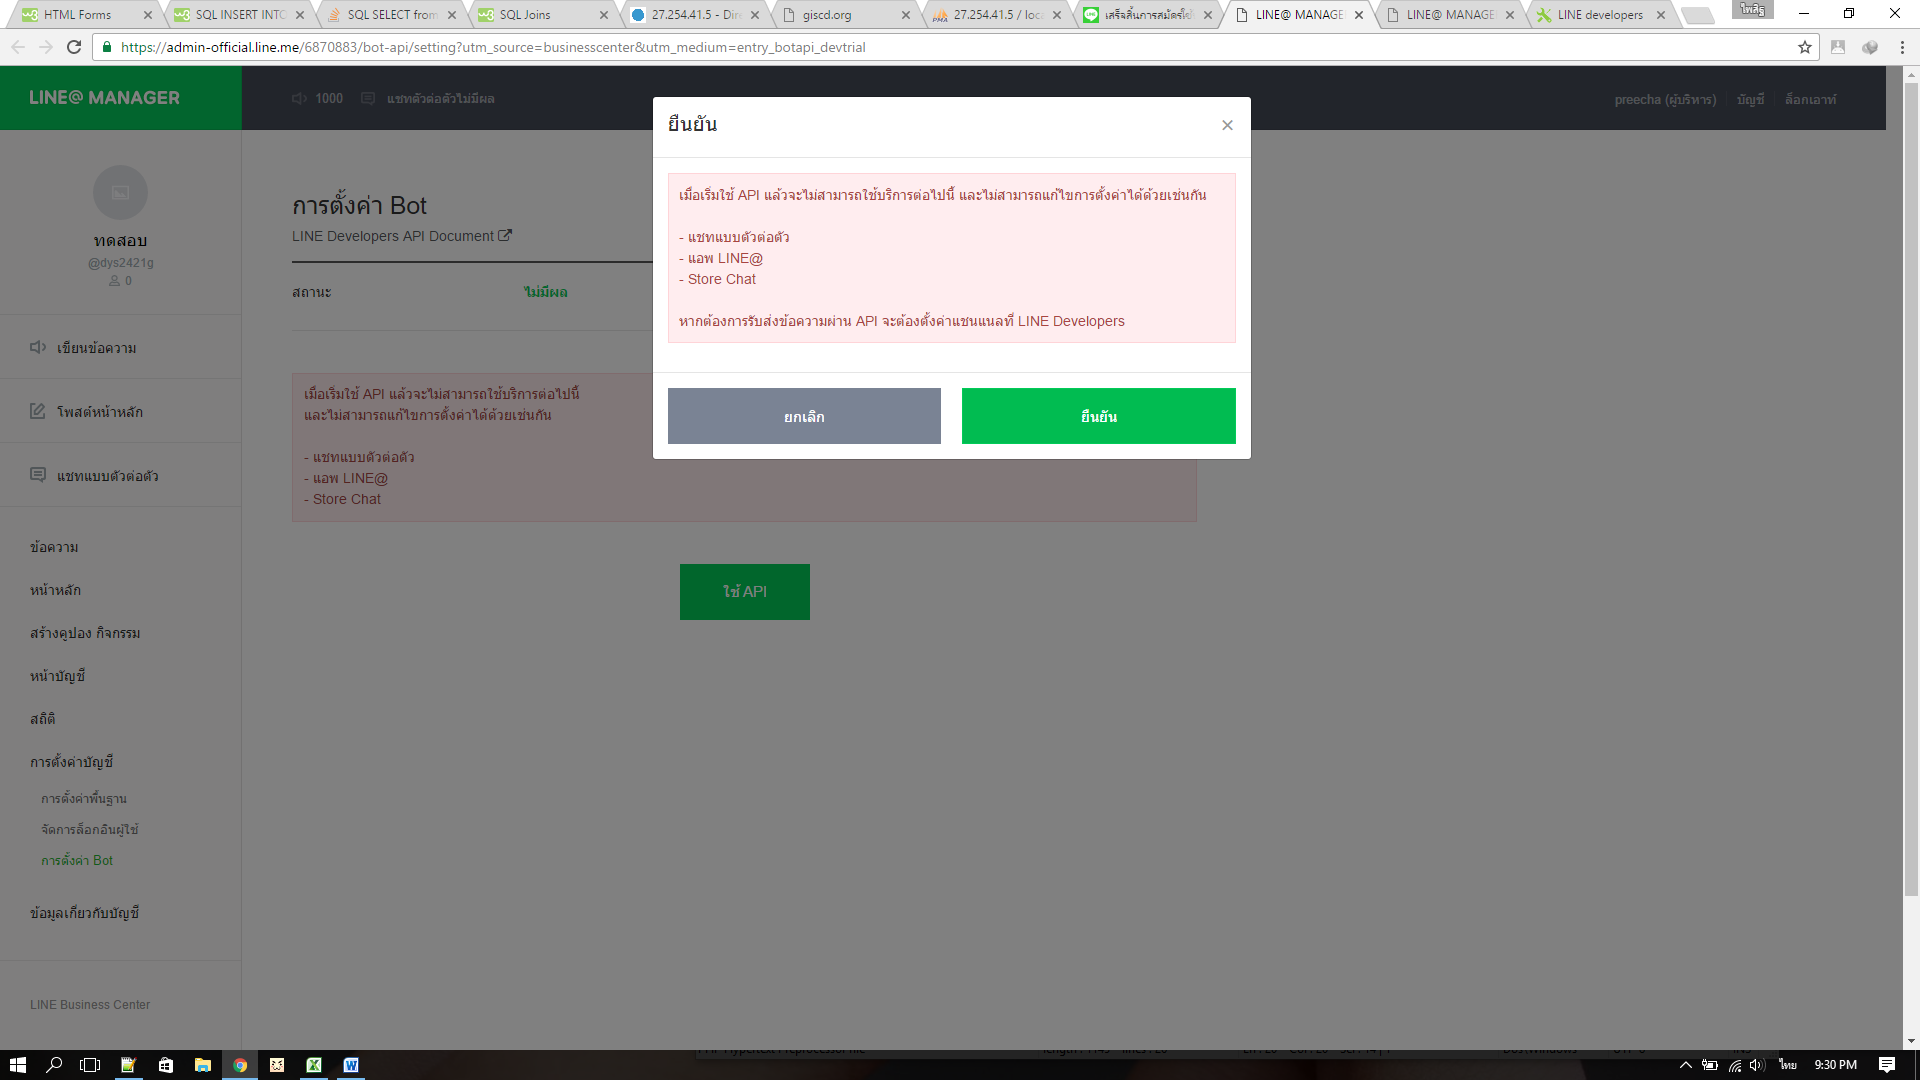 HTML Forms
SQL INSERT INTO
SQL SELECT from
SQL Joins
27.254.41.5 - Dire
giscd.org
27.254.41.5 / loca
เสร็จสิ้นการสมัครใช้
LINE@ MANAGE
LINE@ MANAGE
LINE developers
ไพสิฐ
https://admin-official.line.me/6870883/bot-api/setting?utm_source=businesscenter&utm_medium=entry_botapi_devtrial
LINE@ MANAGER
1000
แชทตัวต่อตัวไม่มีผล
preecha (ผู้บริหาร)
บัญชี
ล็อกเอาท์
ทดสอบ
@dys2421g
0
เขียนข้อความ
โพสต์หน้าหลัก
แชทแบบตัวต่อตัว
ข้อความ
หน้าหลัก
สร้างคูปอง กิจกรรม
หน้าบัญชี
สถิติ
การตั้งค่าบัญชี
การตั้งค่าพื้นฐาน
จัดการล็อกอินผู้ใช้
การตั้งค่า Bot
ข้อมูลเกี่ยวกับบัญชี
LINE Business Center
การตั้งค่า Bot
LINE Developers API Document
สถานะ
ไม่มีผล
เมื่อเริ่มใช้ API แล้วจะไม่สามารถใช้บริการต่อไปนี้
และไม่สามารถแก้ไขการตั้งค่าได้ด้วยเช่นกัน
- แชทแบบตัวต่อตัว
- แอพ LINE@
- Store Chat
ใช้ API
ยืนยัน
เมื่อเริ่มใช้ API แล้วจะไม่สามารถใช้บริการต่อไปนี้ และไม่สามารถแก้ไขการตั้งค่าได้ด้วยเช่นกัน
- แชทแบบตัวต่อตัว
- แอพ LINE@
- Store Chat
หากต้องการรับส่งข้อความผ่าน API จะต้องตั้งค่าแชนแนลที่ LINE Developers
ยกเลิก
ยืนยัน
ไทย
9:30 PM